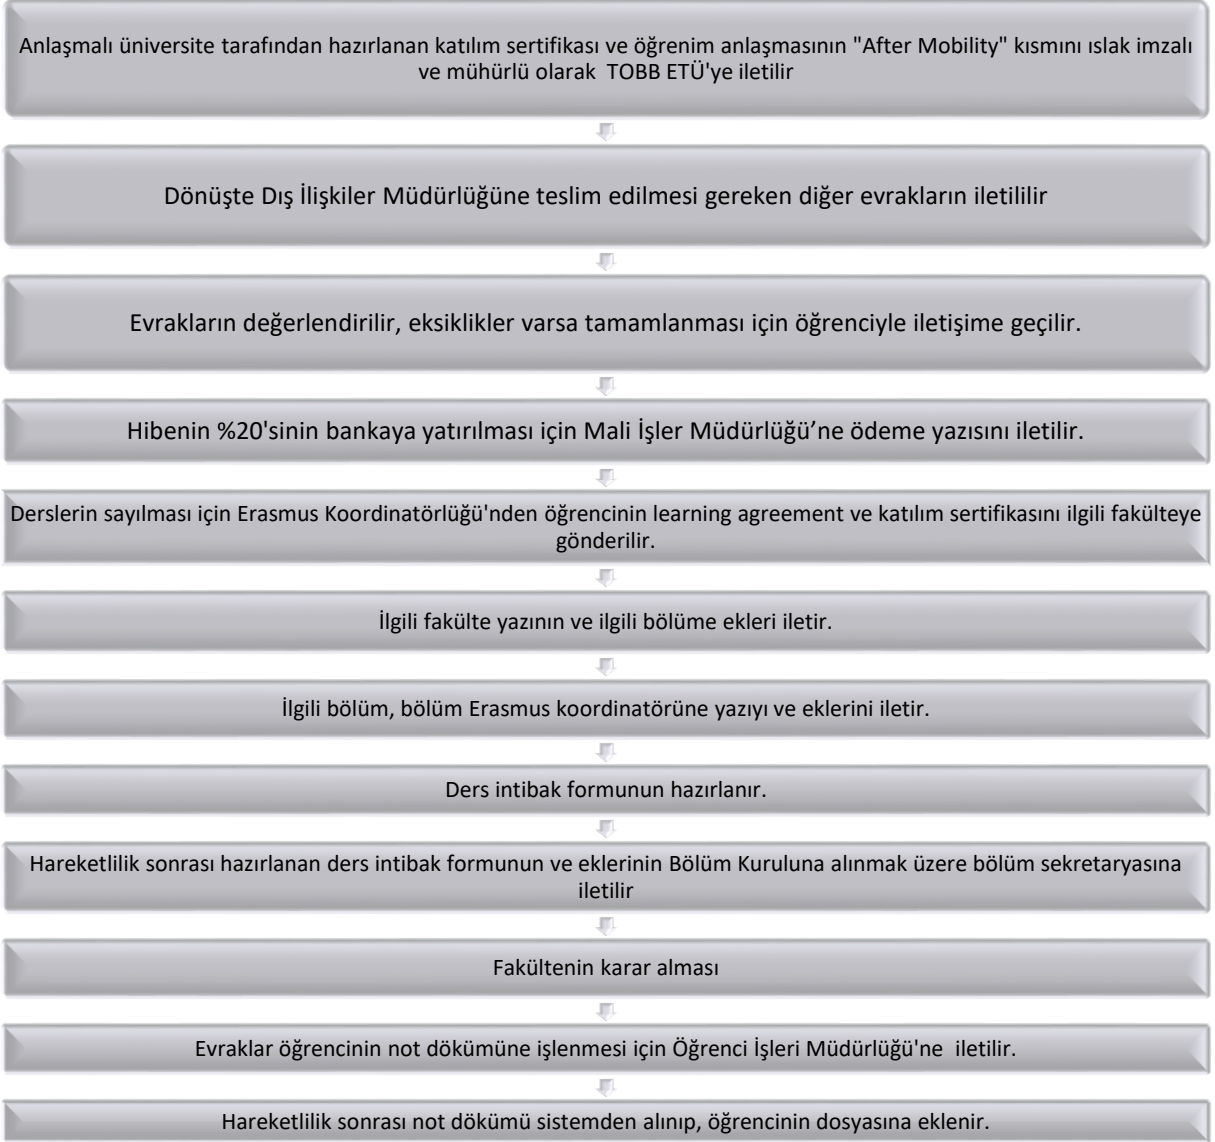 Anlaşmalı üniversite tarafından hazırlanan katılım sertifikası ve öğrenim anlaşmasının "After Mobility" kısmını ıslak imzalı
ve mühürlü olarak  TOBB ETÜ'ye iletilir
Dönüşte Dış İlişkiler Müdürlüğüne teslim edilmesi gereken diğer evrakların iletililir
Evrakların değerlendirilir, eksiklikler varsa tamamlanması için öğrenciyle iletişime geçilir.
Hibenin %20'sinin bankaya yatırılması için Mali İşler Müdürlüğü’ne ödeme yazısını iletilir.
Derslerin sayılması için Erasmus Koordinatörlüğü'nden öğrencinin learning agreement ve katılım sertifikasını ilgili fakülteye
gönderilir.
İlgili fakülte yazının ve ilgili bölüme ekleri iletir.
İlgili bölüm, bölüm Erasmus koordinatörüne yazıyı ve eklerini iletir.
Ders intibak formunun hazırlanır.
Hareketlilik sonrası hazırlanan ders intibak formunun ve eklerinin Bölüm Kuruluna alınmak üzere bölüm sekretaryasına
iletilir
Fakültenin karar alması
Evraklar öğrencinin not dökümüne işlenmesi için Öğrenci İşleri Müdürlüğü'ne  iletilir.
Hareketlilik sonrası not dökümü sistemden alınıp, öğrencinin dosyasına eklenir.